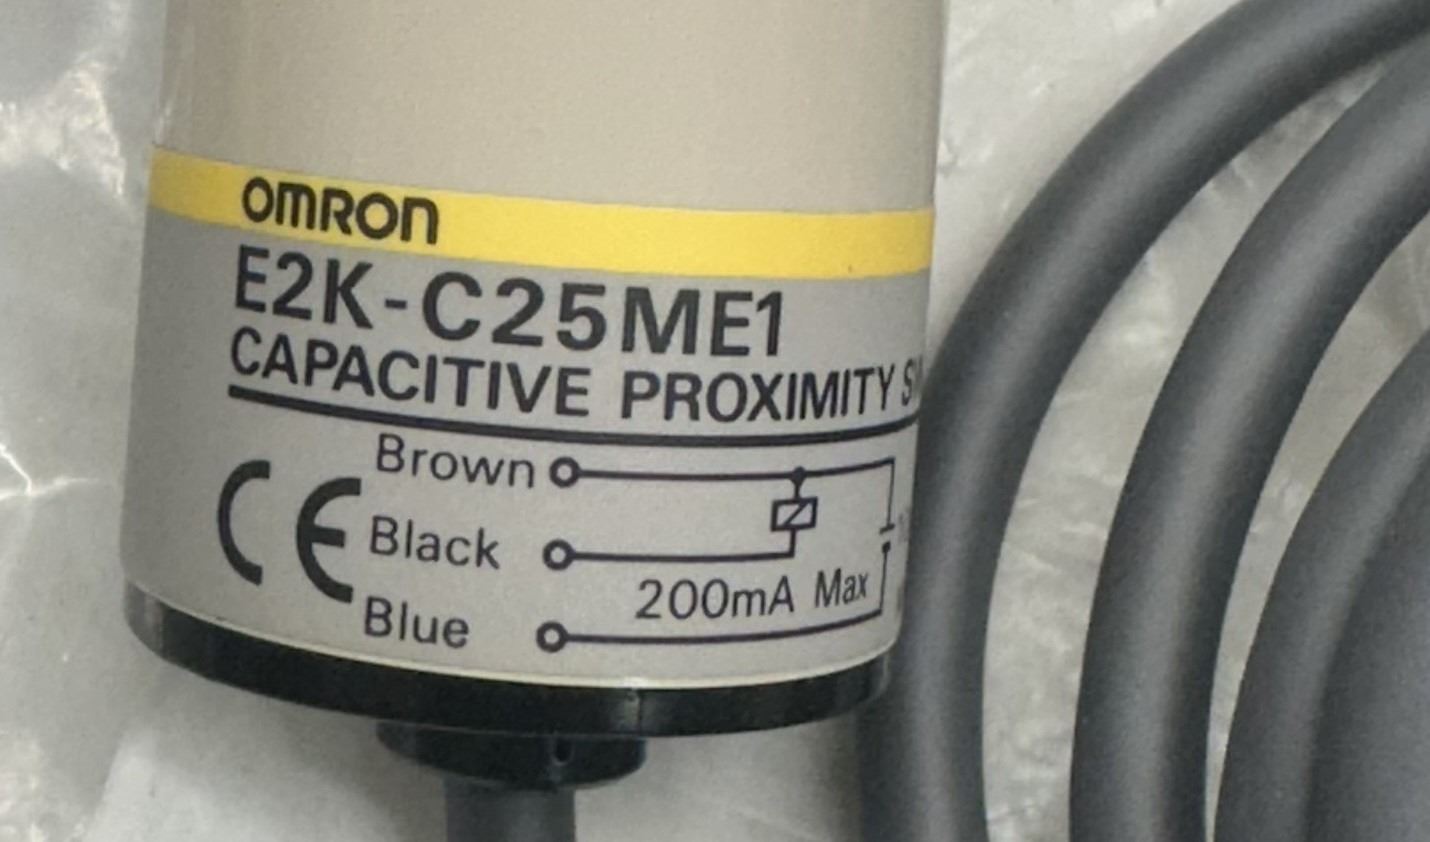 OMRON
E2K-C25ME1
CAPACITIVE PROXIMITY
Brown
CE
Black
200mA Max
Blue